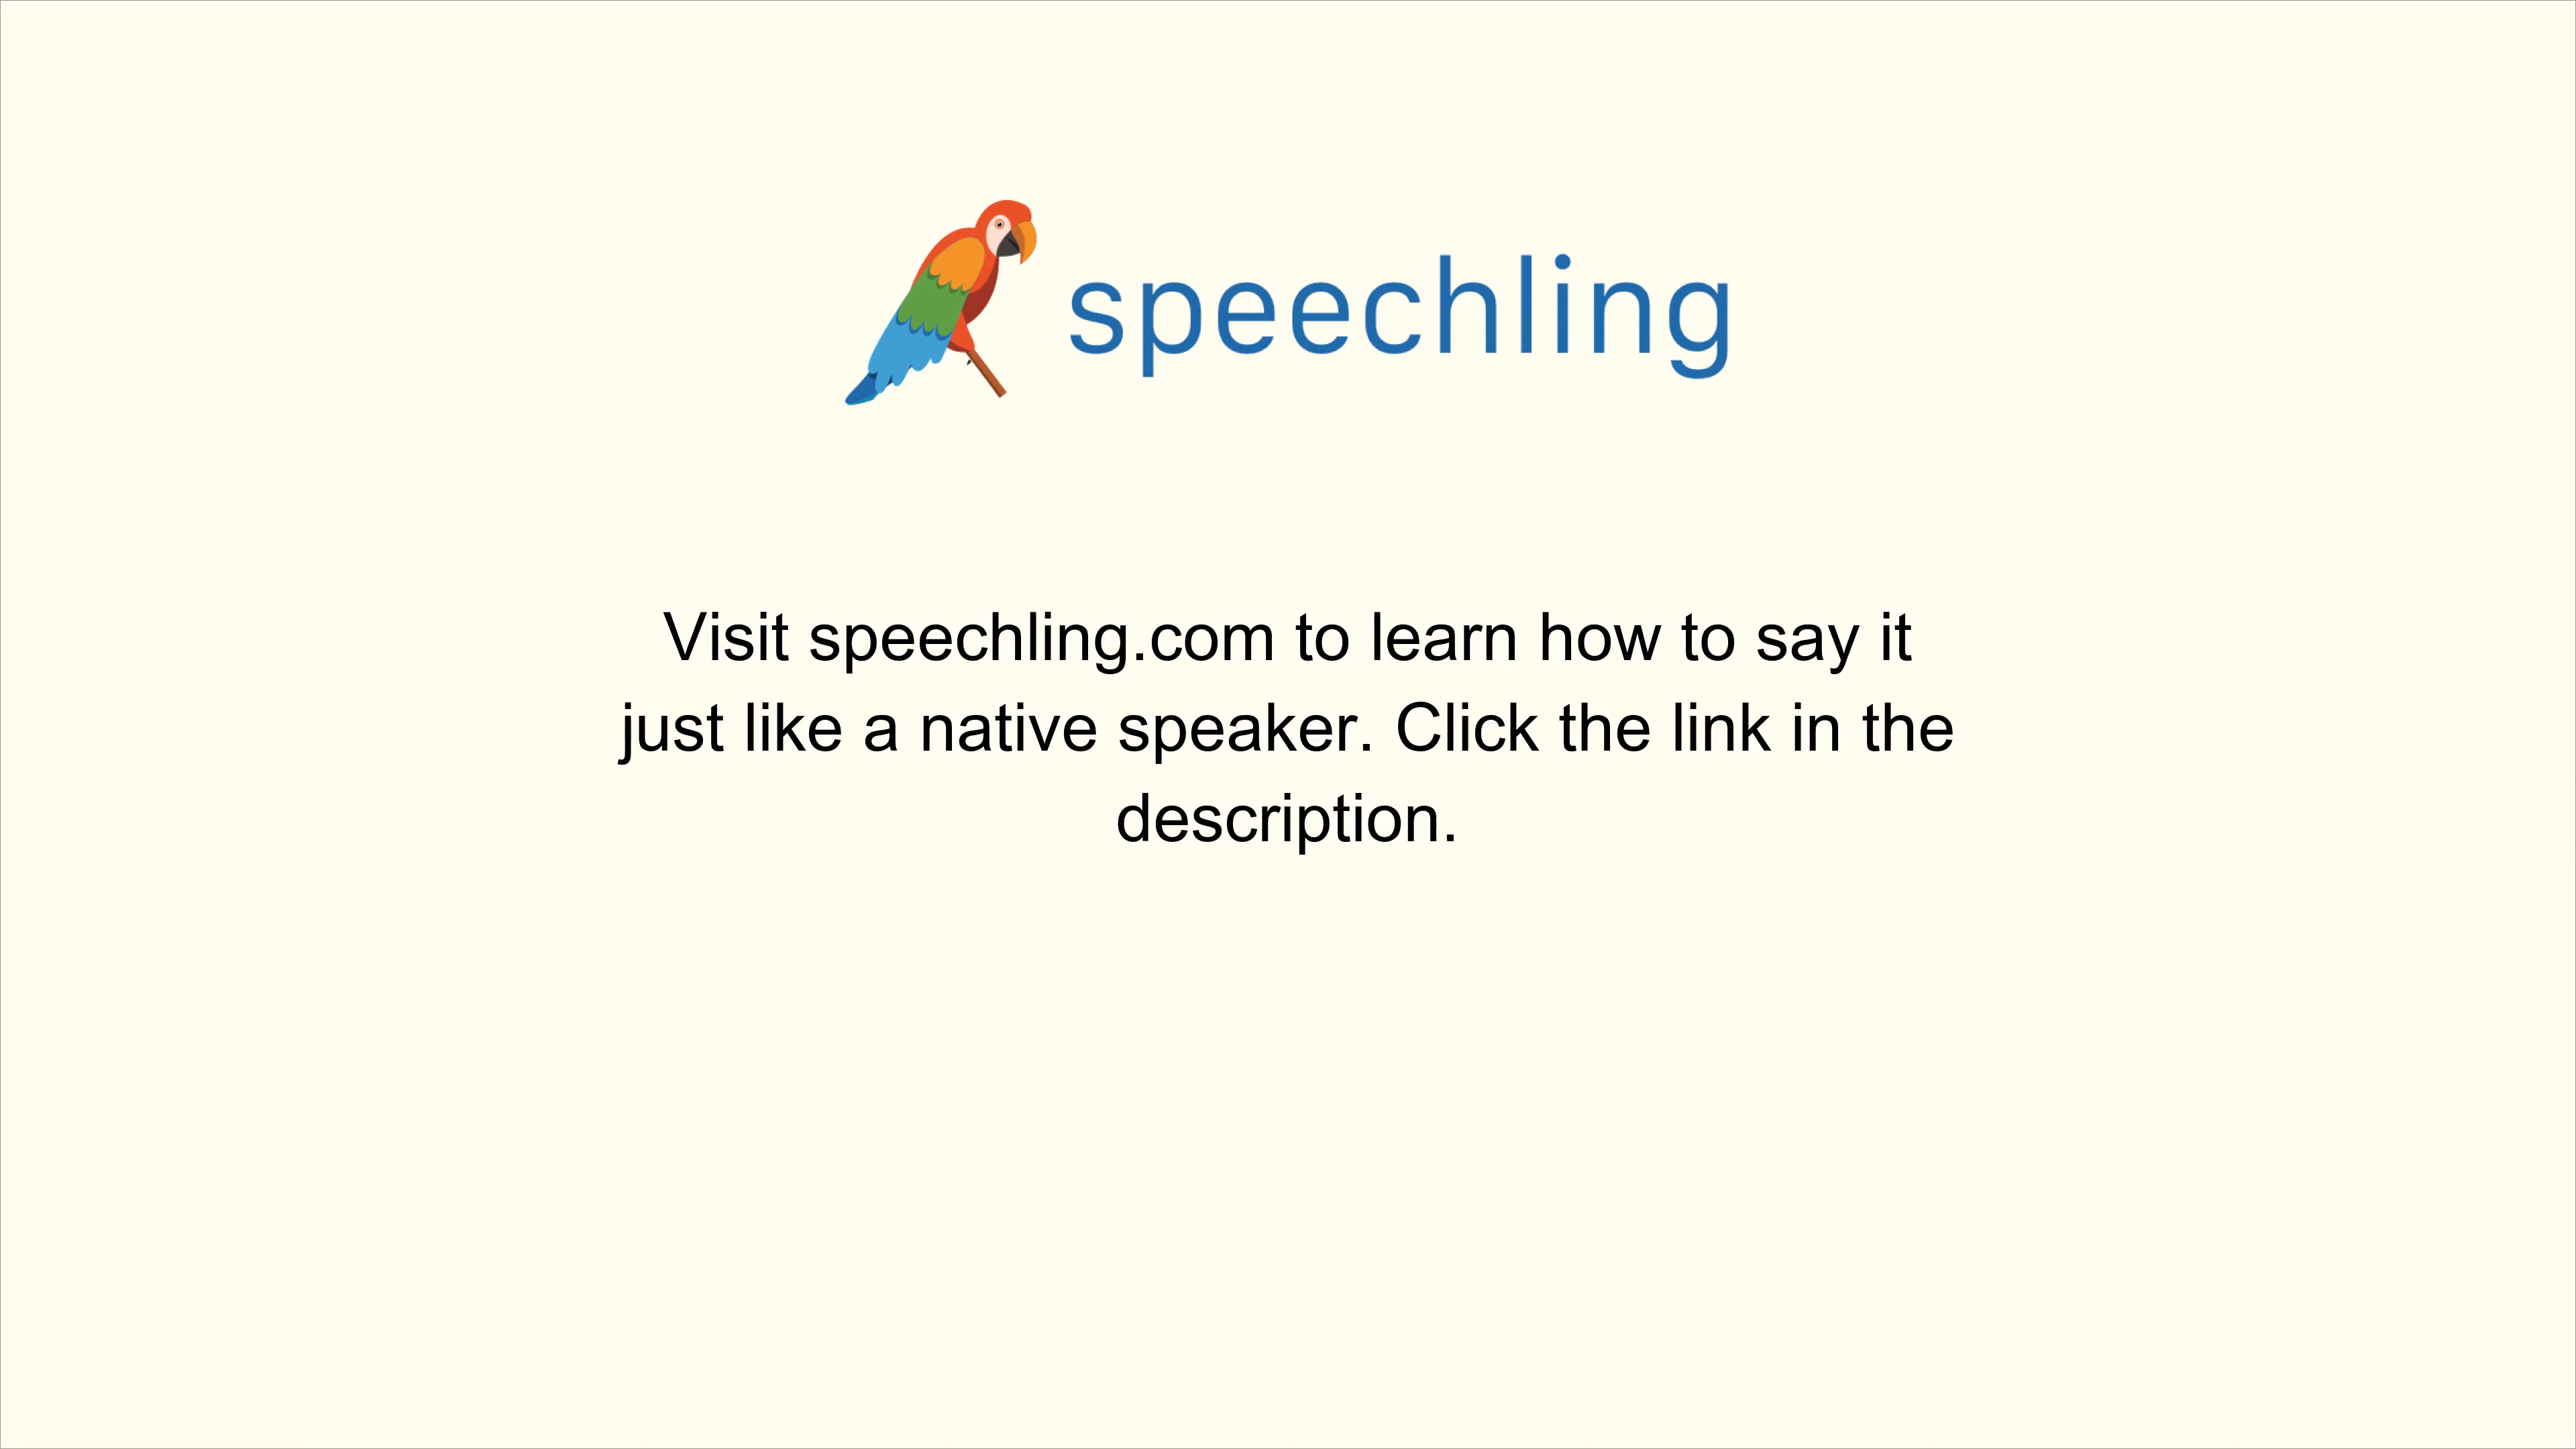 speechling
Visit speechling.com to learn how to say it
just like a native speaker. Click the link in the
description.